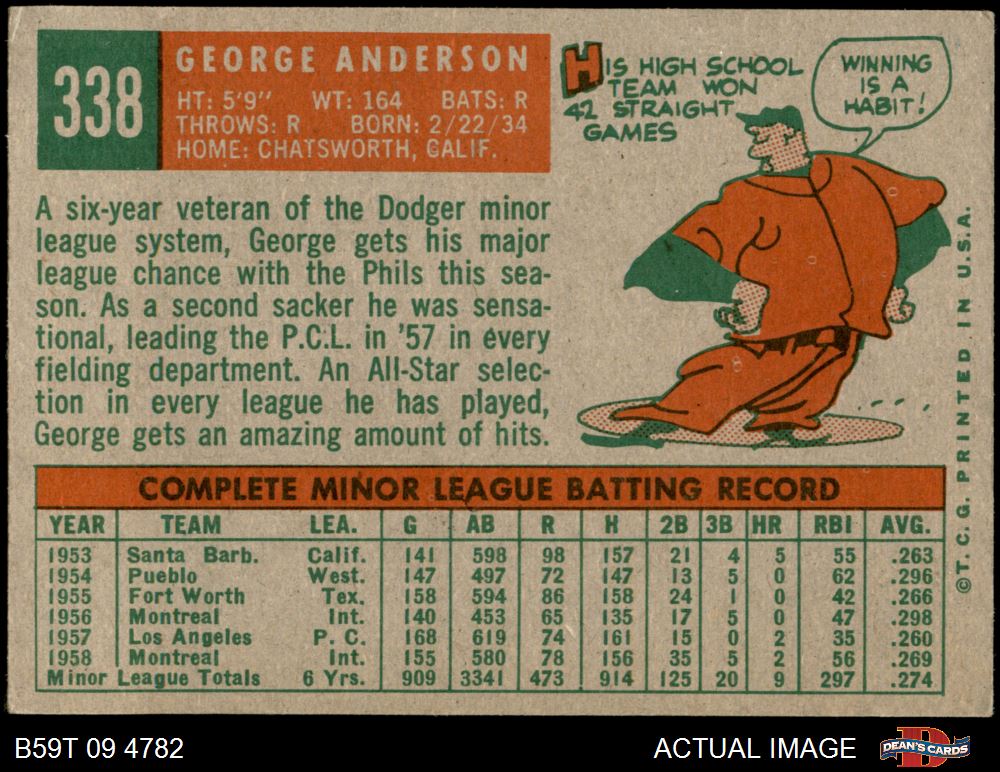 338
GEORGE ANDERSON
HT: 5'9" WT: 164 BATS: R
THROWS: R BORN: 2/22/34
HOME: CHATSWORTH, CALIF.
HIS HIGH SCHOOL
TEAM WON
42 STRAIGHT
GAMES
WINNING
IS A
HABIT!
A six-year veteran of the Dodger minor
league system, George gets his major
league chance with the Phils this sea-
son. As a second sacker he was sensa-
tional, leading the P.C.L. in '57 in every
fielding department. An All-Star selec-
tion in every league he has played,
George gets an amazing amount of hits.
COMPLETE MINOR LEAGUE BATTING RECORD
YEAR TEAM LEA. G AB R H 2B 3B HR RBI AVG.
1953 Santa Barb. Calif. 141 598 98 157 21 4 5 55 .263
1954 Pueblo West. 147 497 72 147 13 5 0 62 .296
1955 Fort Worth Tex. 158 594 86 158 24 1 0 42 .266
1956 Montreal Int. 140 453 65 135 17 5 0 47 .298
1957 Los Angeles P. C. 168 619 74 161 15 0 2 35 .260
1958 Montreal Int. 155 580 78 156 35 5 2 56 .269
Minor League Totals 6 Yrs. 909 3341 473 914 125 20 9 297 .274
©T.C.G. PRINTED IN U.S.A.
B59T 09 4782
ACTUAL IMAGE
D
DEAN'S CARDS